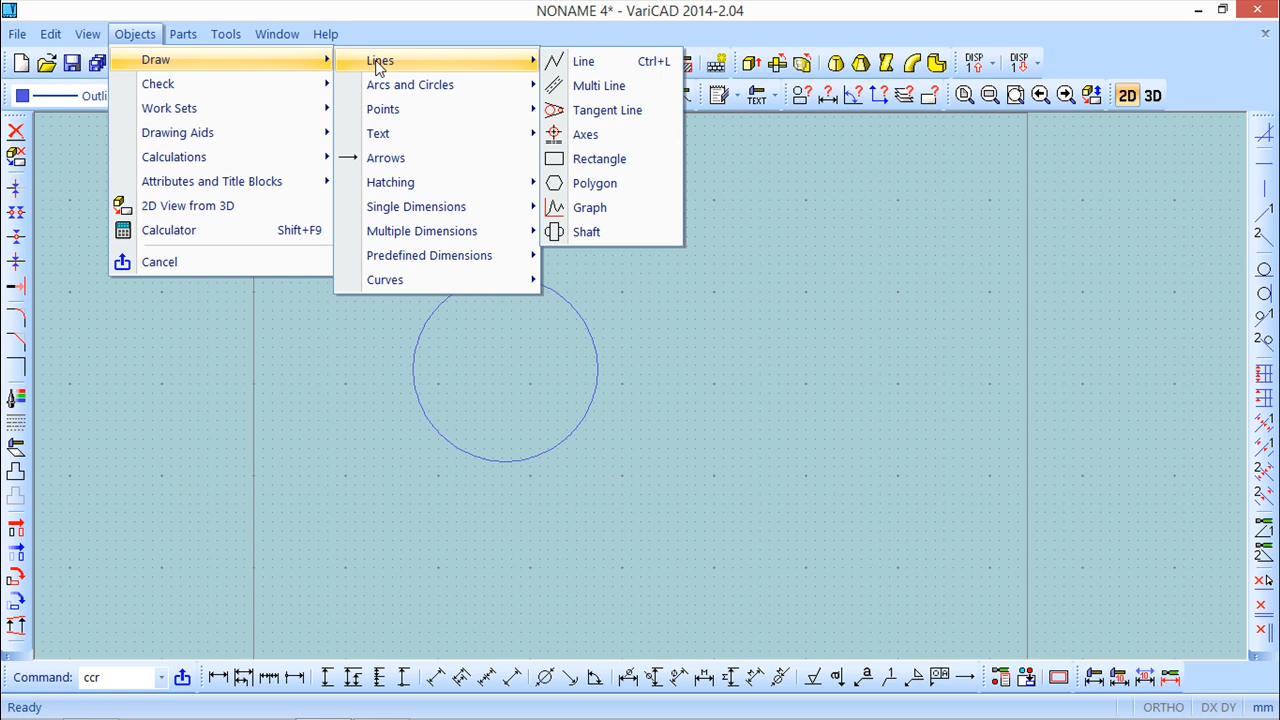 NONAME 4* - VariCAD 2014-2.04
File Edit View Objects Parts Tools Window Help
DISP DISP
-1
Outli
TEXT
2D 3D
Draw
Check
Work Sets
Drawing Aids
Calculations
Attributes and Title Blocks
2D View from 3D
Calculator Shift+F9
Cancel
Lines
Arcs and Circles
Points
Text
Arrows
Hatching
Single Dimensions
Multiple Dimensions
Predefined Dimensions
Curves
Line Ctrl+L
Multi Line
Tangent Line
Axes
Rectangle
Polygon
Graph
Shaft
Command: ccr
Ready
ORTHO DX DY mm